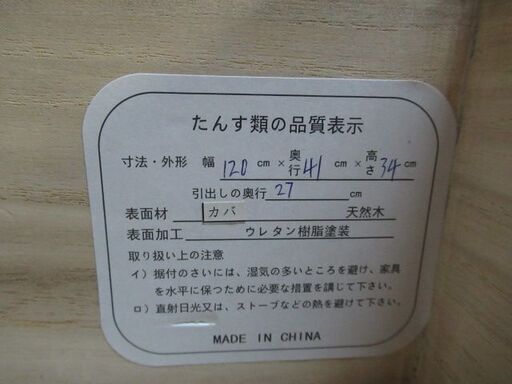 たんす類の品質表示
寸法・外形 幅 120 cm × 奥行 41 cm × 高さ 34 cm
引出しの奥行 27 cm
表面材 カバ 天然木
表面加工 ウレタン樹脂塗装
取り扱い上の注意
イ）据付のさいには、湿気の多いところを避け、家具
を水平に保つために必要な措置を講じて下さい。
ロ）直射日光又は、ストーブなどの熱を避けて下さい。
MADE IN CHINA